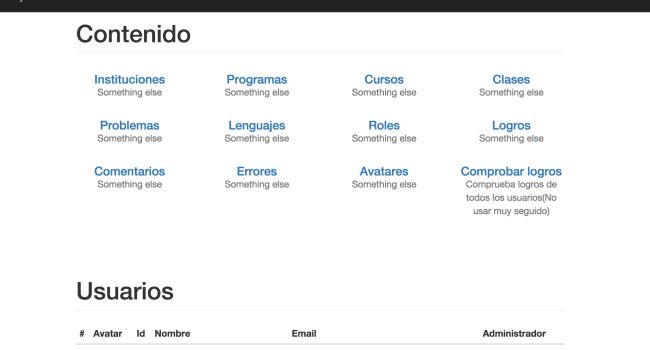 Contenido
Instituciones Programas Cursos Clases
Something else Something else Something else Something else
Problemas Lenguajes Roles Logros
Something else Something else Something else Something else
Comentarios Errores Avatares Comprobar logros
Something else Something else Something else Comprueba logros de
todos los usuarios(No
usar muy seguido)
Usuarios
# Avatar Id Nombre Email Administrador